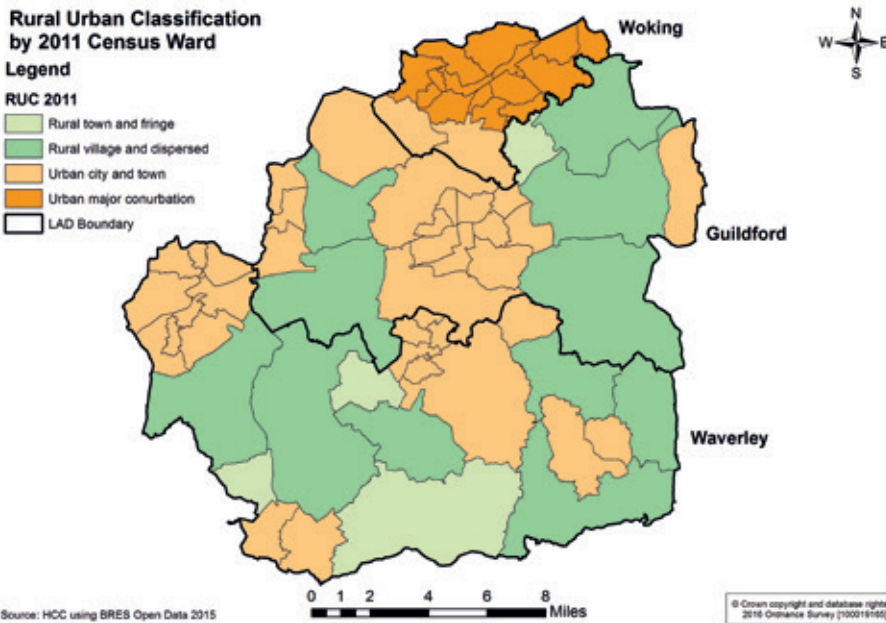 Rural Urban Classification
by 2011 Census Ward
Legend
RUC 2011
Rural town and fringe
Rural village and dispersed
Urban city and town
Urban major conurbation
LAD Boundary
Woking
N
W E
S
Guildford
Waverley
0 1 2 4 6 8
Miles
Source: HCC using BRES Open Data 2015
© Crown copyright and database rights
2016 Ordnance Survey [100019180]